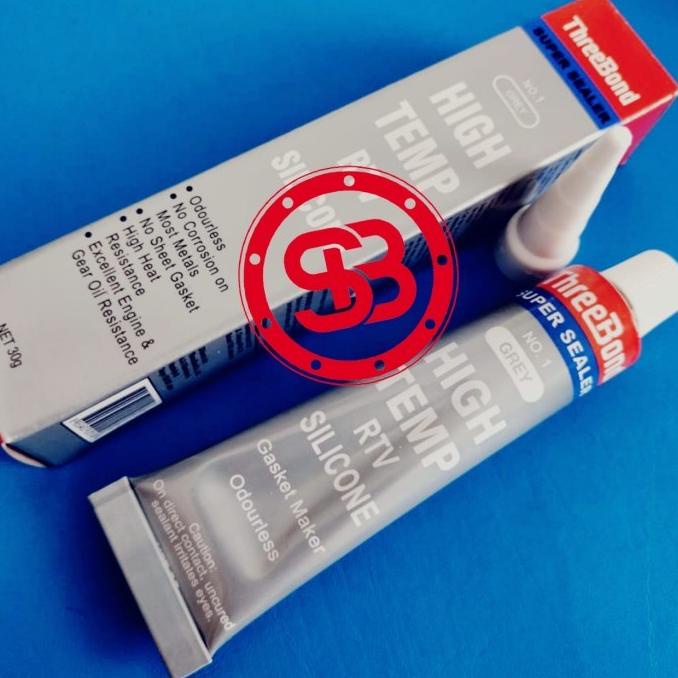 ThreeBond
SUPER SEALER
NO.1
GREY
HIGH
TEMP
RTV
SILICONE
• Odourless
• No Corrosion on
Most Metals
• No Sheet Gasket
• High Heat
Resistance
• Excellent Engine &
Gear Oil Resistance
NET 30g
SB
ThreeBond
SUPER SEALER
NO.1
GREY
HIGH
TEMP
RTV
SILICONE
Gasket Maker
Odourless
Caution:
On direct contact, uncured
sealant irritates eyes.